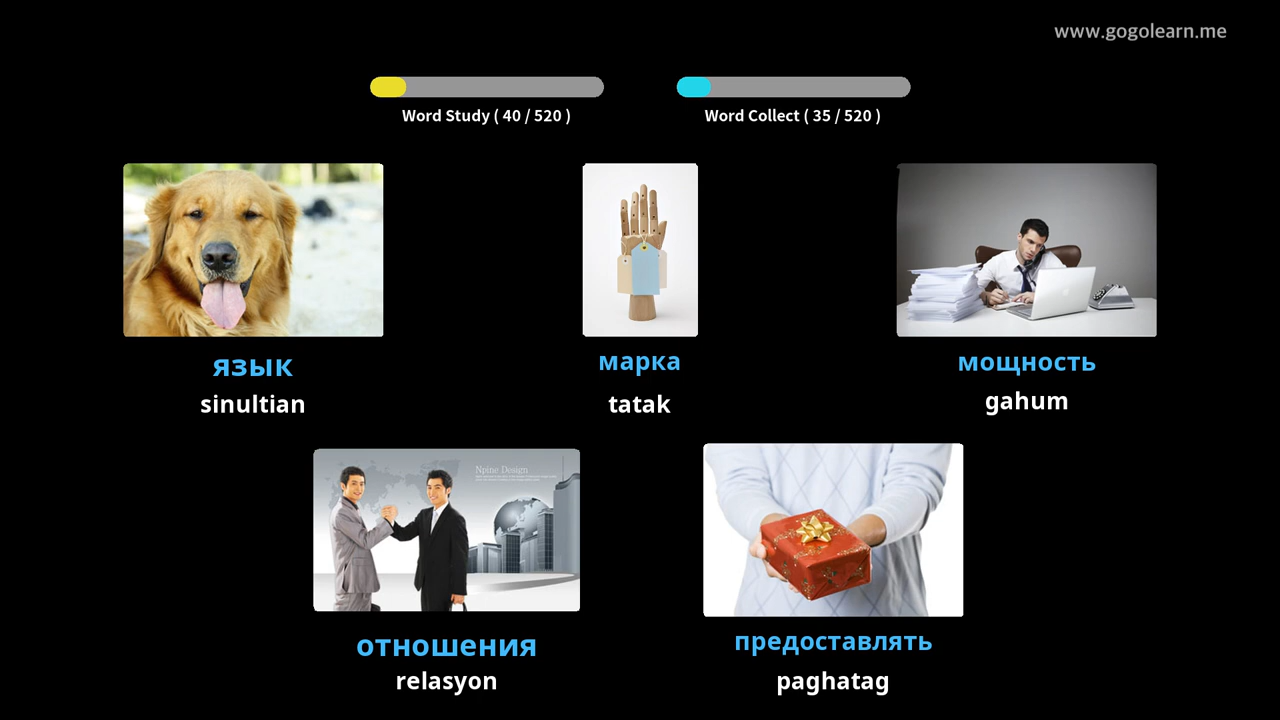 www.gogolearn.me
Word Study ( 40 / 520 )
Word Collect ( 35 / 520 )
язык
sinultian
марка
tatak
мощность
gahum
Npine Design
отношения
relasyon
предоставлять
paghatag